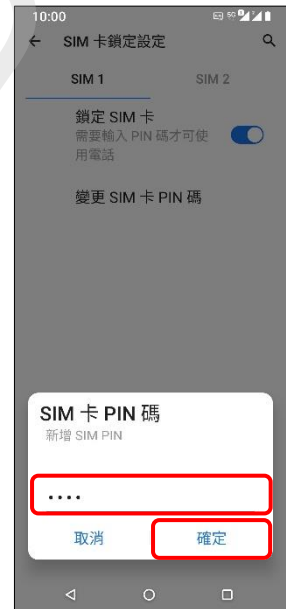 10:00
5G
SIM 卡鎖定設定
SIM 1
SIM 2
鎖定 SIM 卡
需要輸入 PIN 碼才可使
用電話
變更 SIM 卡 PIN 碼
SIM 卡 PIN 碼
新增 SIM PIN
....
取消
確定